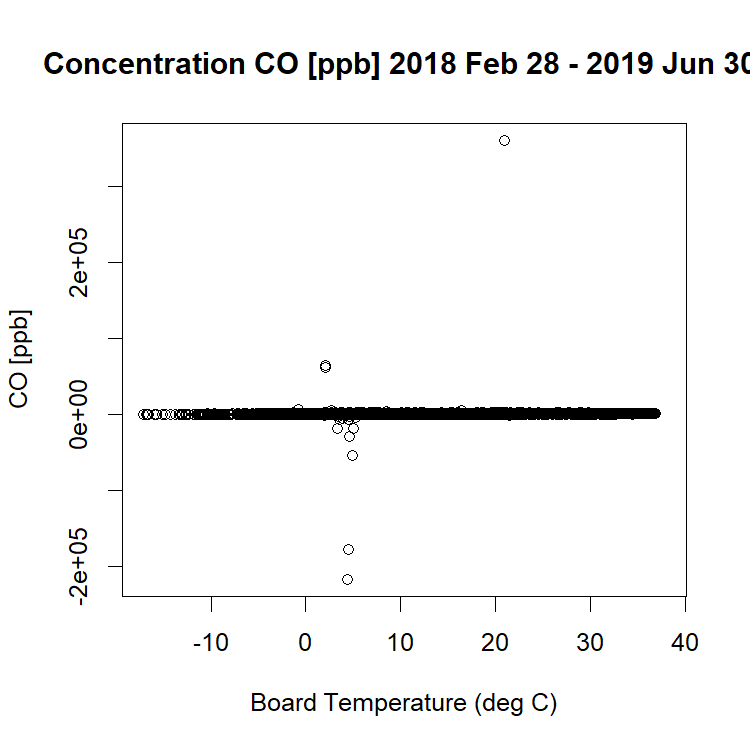 Concentration CO [ppb] 2018 Feb 28 - 2019 Jun 30
CO [ppb]
2e+05
0e+00
-2e+05
-10 0 10 20 30 40
Board Temperature (deg C)